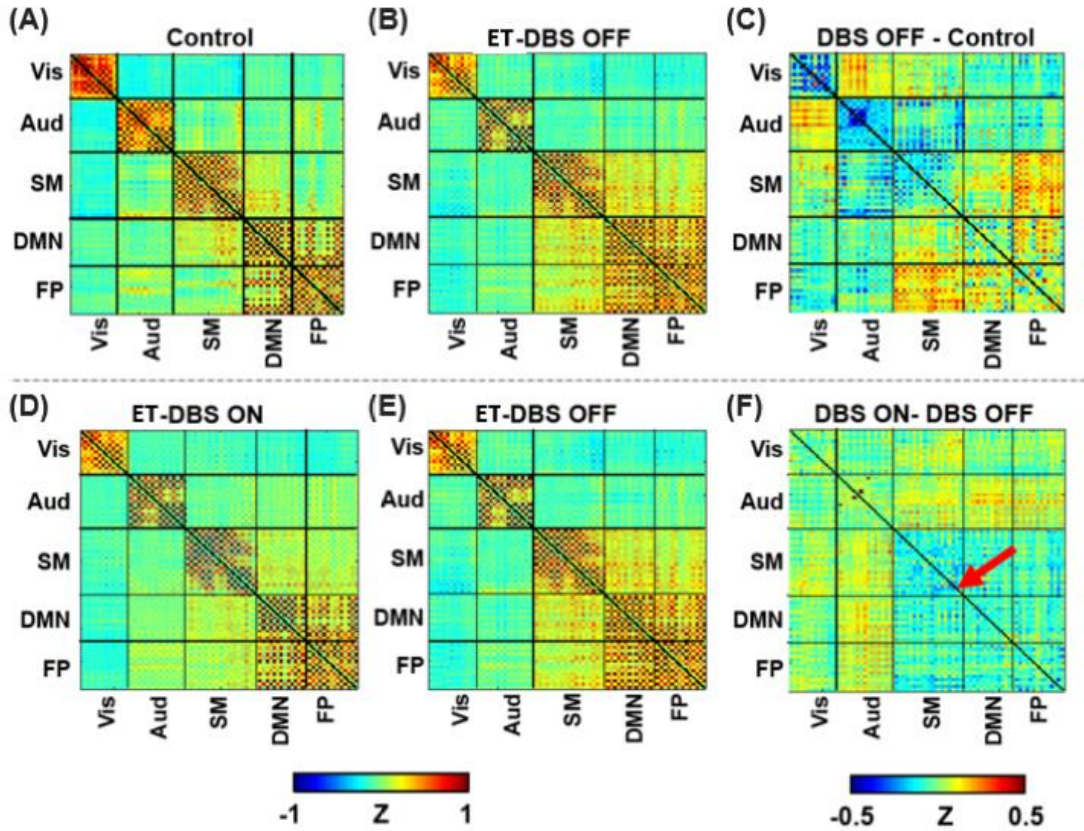 (A) Control
(B) ET-DBS OFF
(C) DBS OFF - Control
Vis
Aud
SM
DMN
FP
Vis
Aud
SM
DMN
FP
Vis
Aud
SM
DMN
FP
Vis
Aud
SM
DMN
FP
Vis
Aud
SM
DMN
FP
Vis
Aud
SM
DMN
FP
(D) ET-DBS ON
(E) ET-DBS OFF
(F) DBS ON- DBS OFF
Vis
Aud
SM
DMN
FP
Vis
Aud
SM
DMN
FP
Vis
Aud
SM
DMN
FP
Vis
Aud
SM
DMN
FP
Vis
Aud
SM
DMN
FP
Vis
Aud
SM
DMN
FP
-1 Z 1
-0.5 Z 0.5